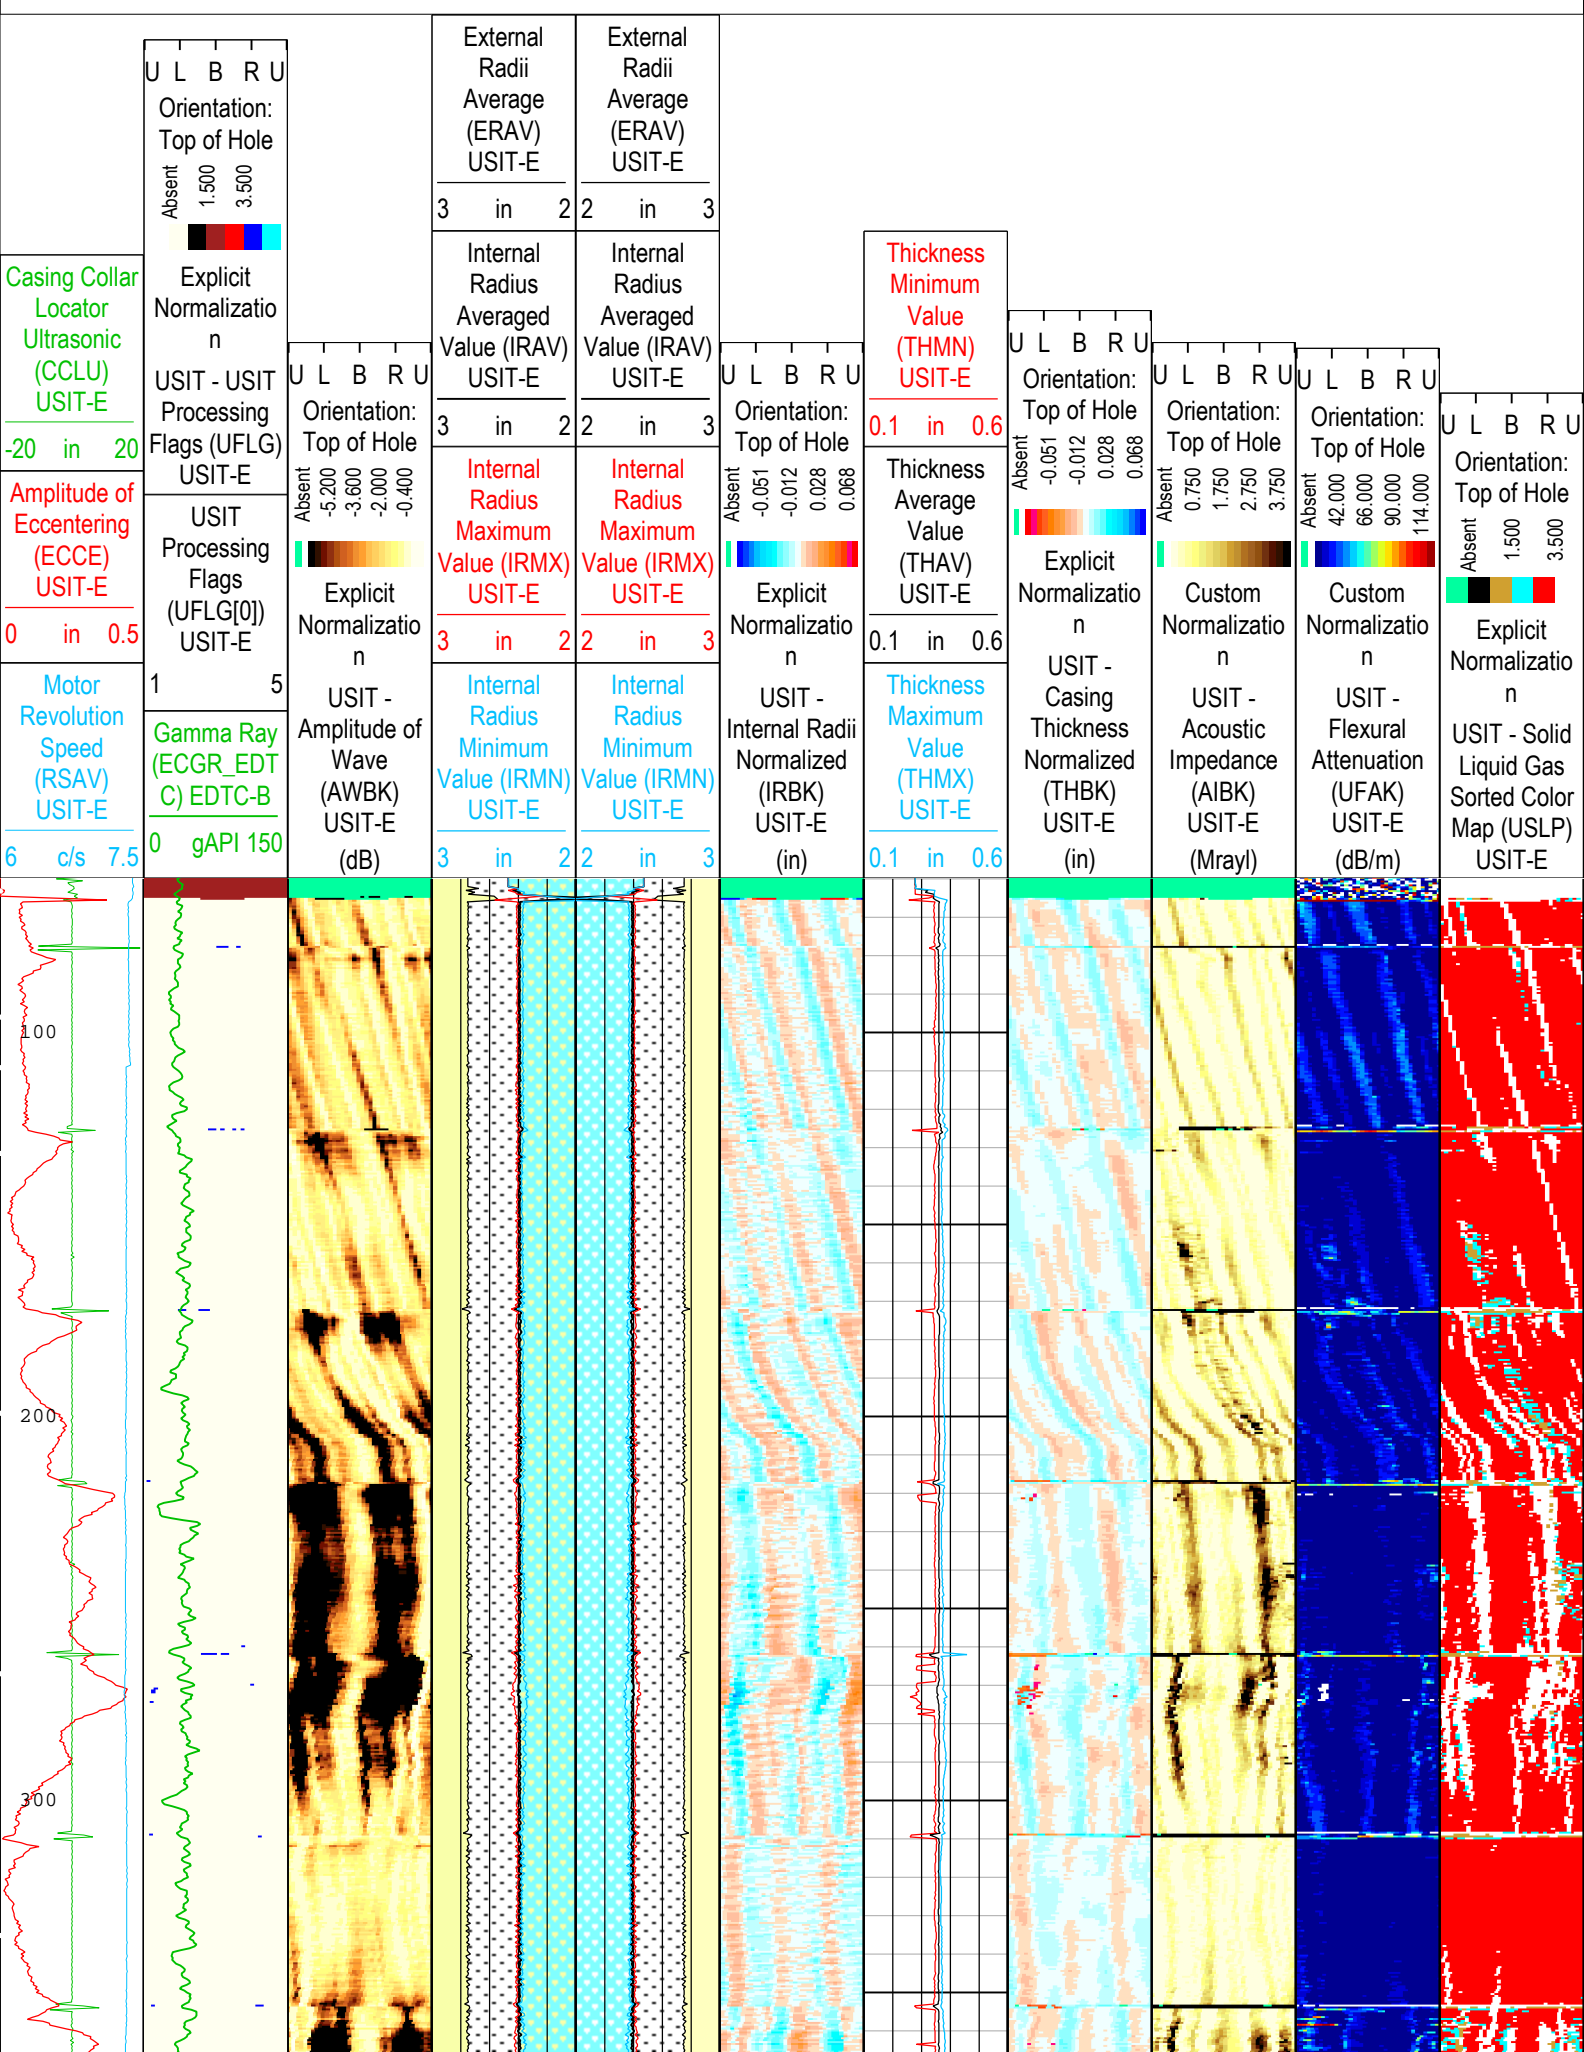 U L B R U
Orientation:
Top of Hole
Absent
1.500
3.500
Explicit
Normalizatio
n
USIT - USIT
Processing
Flags (UFLG)
USIT-E
USIT
Processing
Flags
(UFLG[0])
USIT-E
1 5
Gamma Ray
(ECGR_EDT
C) EDTC-B
0 gAPI 150
Casing Collar
Locator
Ultrasonic
(CCLU)
USIT-E
-20 in 20
Amplitude of
Eccentering
(ECCE)
USIT-E
0 in 0.5
Motor
Revolution
Speed
(RSAV)
USIT-E
6 c/s 7.5
U L B R U
Orientation:
Top of Hole
Absent
-5.200
-3.600
-2.000
-0.400
Explicit
Normalizatio
n
USIT -
Amplitude of
Wave
(AWBK)
USIT-E
(dB)
External
Radii
Average
(ERAV)
USIT-E
3 in 2
Internal
Radius
Averaged
Value (IRAV)
USIT-E
3 in 2
Internal
Radius
Maximum
Value (IRMX)
USIT-E
3 in 2
Internal
Radius
Minimum
Value (IRMN)
USIT-E
3 in 2
External
Radii
Average
(ERAV)
USIT-E
2 in 3
Internal
Radius
Averaged
Value (IRAV)
USIT-E
2 in 3
Internal
Radius
Maximum
Value (IRMX)
USIT-E
2 in 3
Internal
Radius
Minimum
Value (IRMN)
USIT-E
2 in 3
U L B R U
Orientation:
Top of Hole
Absent
-0.051
-0.012
0.028
0.068
Explicit
Normalizatio
n
USIT -
Internal Radii
Normalized
(IRBK)
USIT-E
(in)
Thickness
Minimum
Value
(THMN)
USIT-E
0.1 in 0.6
Thickness
Average
Value
(THAV)
USIT-E
0.1 in 0.6
Thickness
Maximum
Value
(THMX)
USIT-E
0.1 in 0.6
U L B R U
Orientation:
Top of Hole
Absent
-0.051
-0.012
0.028
0.068
Explicit
Normalizatio
n
USIT -
Casing
Thickness
Normalized
(THBK)
USIT-E
(in)
U L B R U
Orientation:
Top of Hole
Absent
0.750
1.750
2.750
3.750
Custom
Normalizatio
n
USIT -
Acoustic
Impedance
(AIBK)
USIT-E
(Mrayl)
U L B R U
Orientation:
Top of Hole
Absent
42.000
66.000
90.000
114.000
Custom
Normalizatio
n
USIT -
Flexural
Attenuation
(UFAK)
USIT-E
(dB/m)
U L B R U
Orientation:
Top of Hole
Absent
1.500
3.500
Explicit
Normalizatio
n
USIT - Solid
Liquid Gas
Sorted Color
Map (USLP)
USIT-E
100
200
300